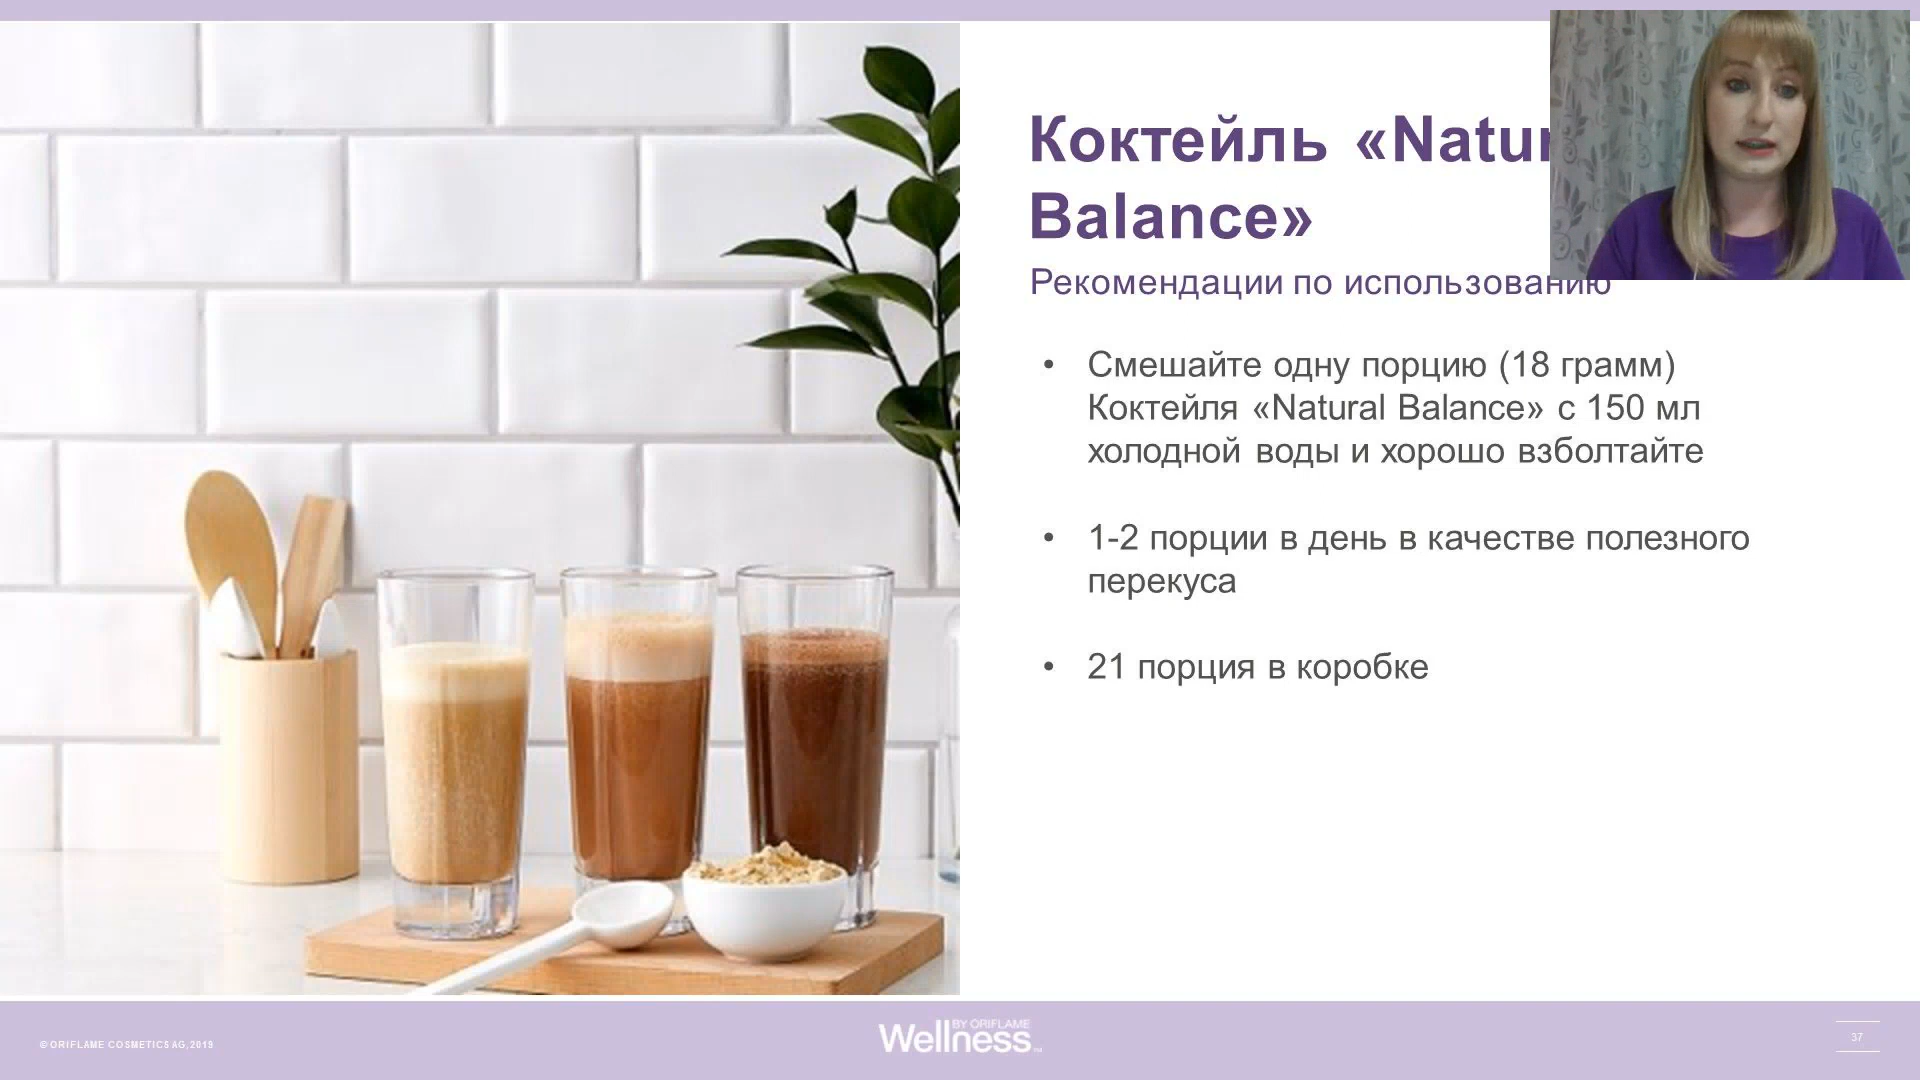 Коктейль «Natur
Balance»
Рекомендации по использованию
• Смешайте одну порцию (18 грамм)
Коктейля «Natural Balance» с 150 мл
холодной воды и хорошо взболтайте
• 1-2 порции в день в качестве полезного
перекуса
• 21 порция в коробке
© ORIFLAME COSMETICS AG, 2019
BY ORIFLAME
Wellness™
37